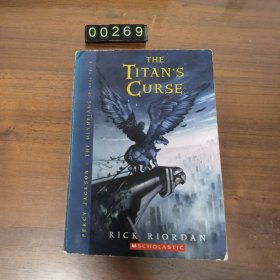 00269
THE
TITAN'S
CURSE
PERCY JACKSON & THE OLYMPIANS
RICK RIORDAN
SCHOLASTIC